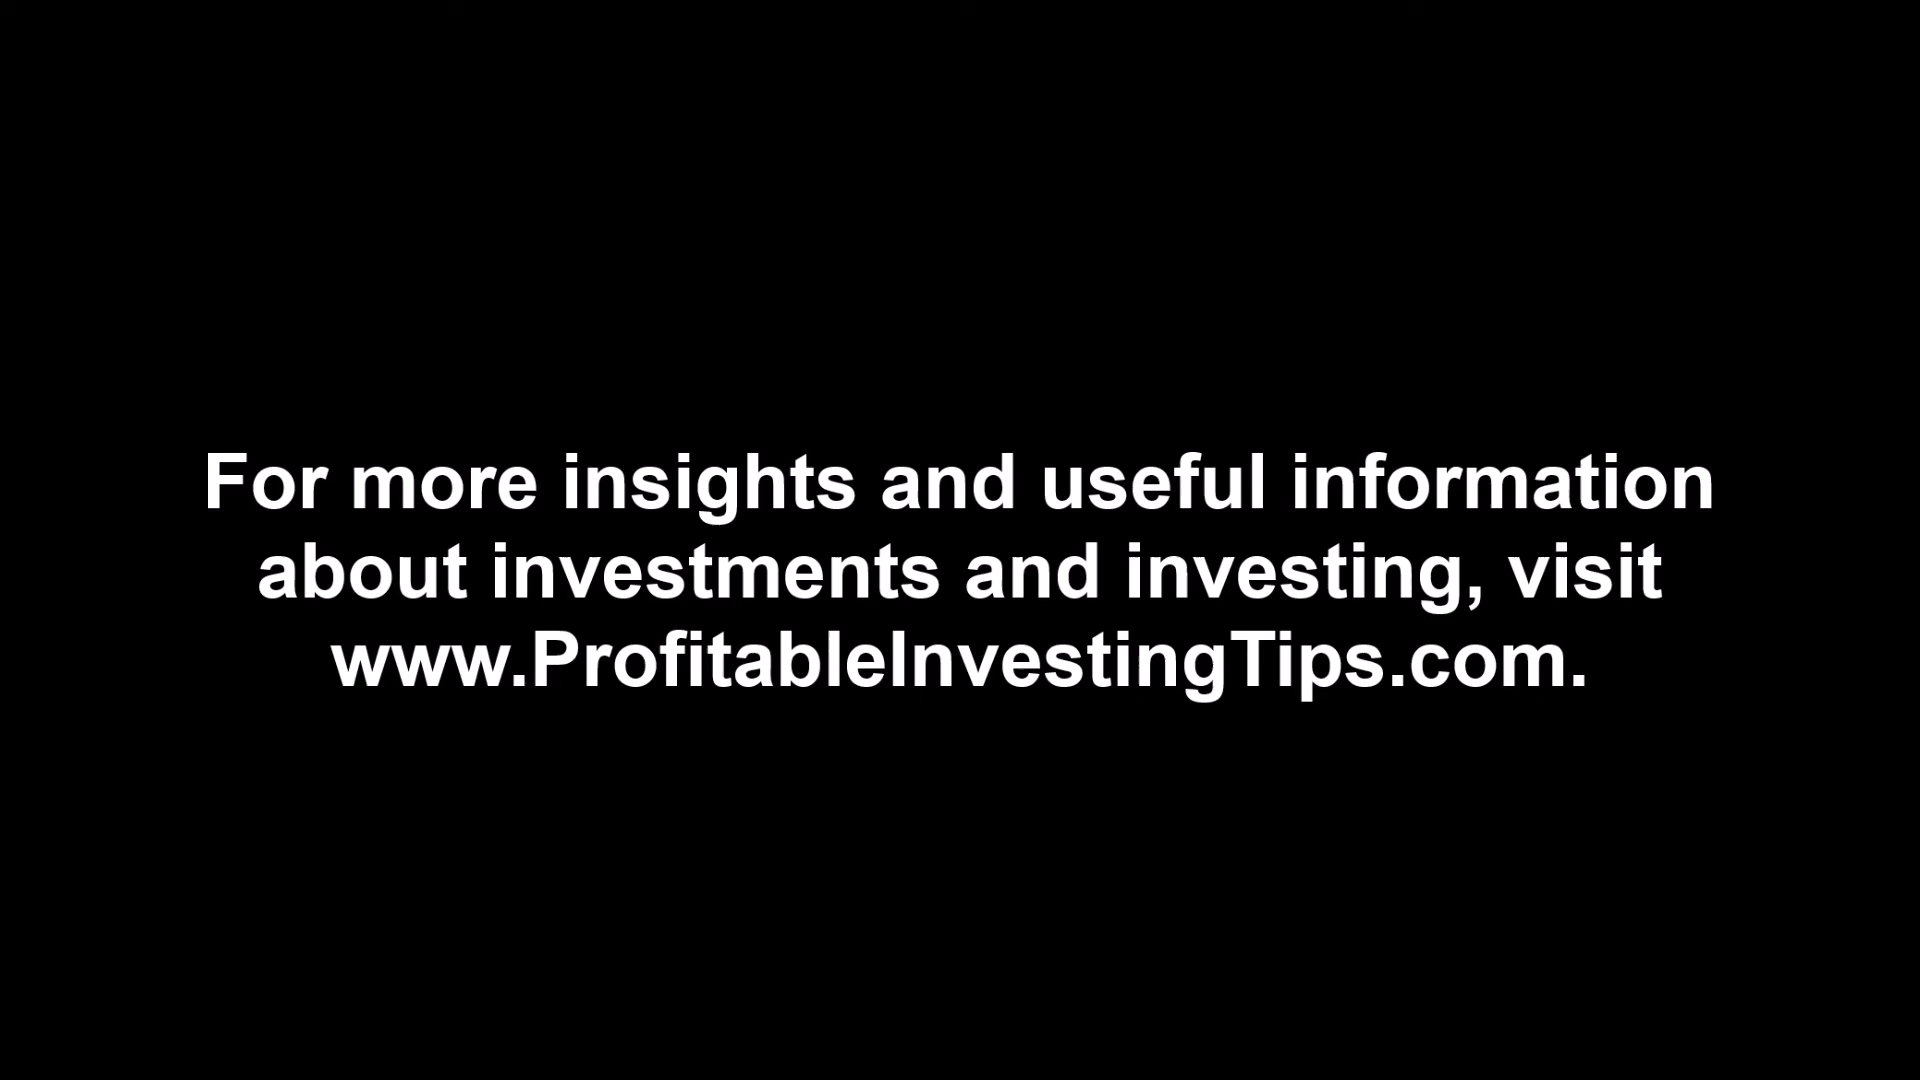 For more insights and useful information
about investments and investing, visit
www.ProfitableInvestingTips.com.